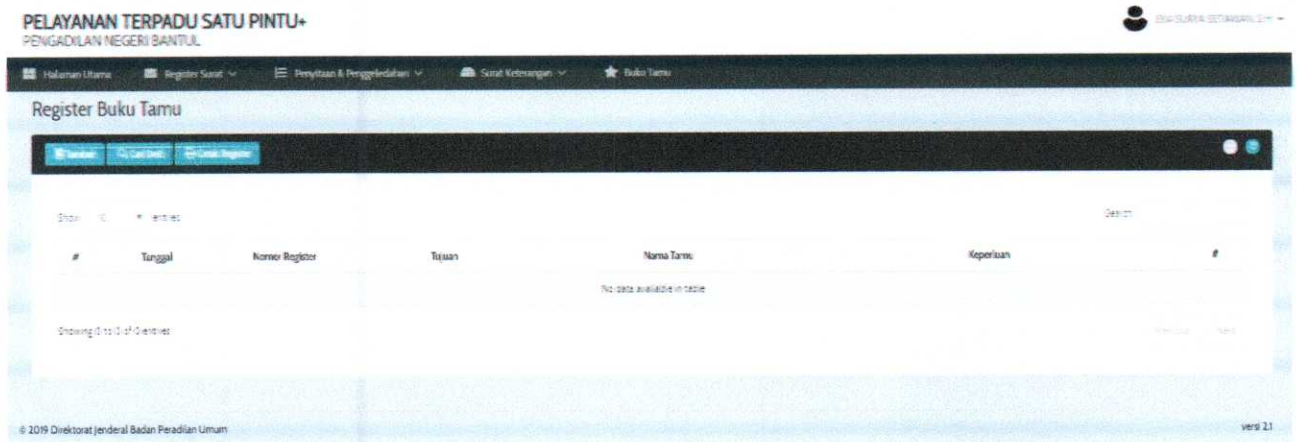 PELAYANAN TERPADU SATU PINTU+
PENGADILAN NEGERI BANTUL
Halaman Utama Register Surat Penyitaan & Penggeledahan Surat Keterangan Buku Tamu
Register Buku Tamu
Tambah Cari Detil Cetak Register
Show entries Search
# Tanggal Nomor Register Tujuan Nama Tamu Keperluan #
No data available in table
Showing 0 to 0 of 0 entries Previous Next
© 2019 Direktorat Jenderal Badan Peradilan Umum versi 2.1